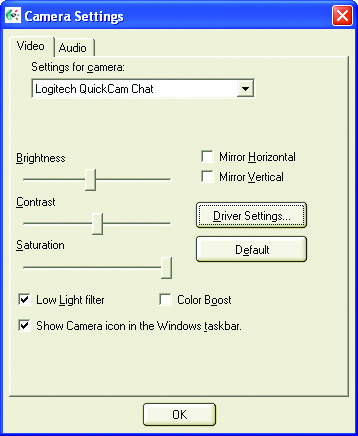 Camera Settings
Video
Audio
Settings for camera:
Logitech QuickCam Chat
Brightness
Mirror Horizontal
Mirror Vertical
Contrast
Driver Settings...
Saturation
Default
Low Light filter
Color Boost
Show Camera icon in the Windows taskbar.
OK